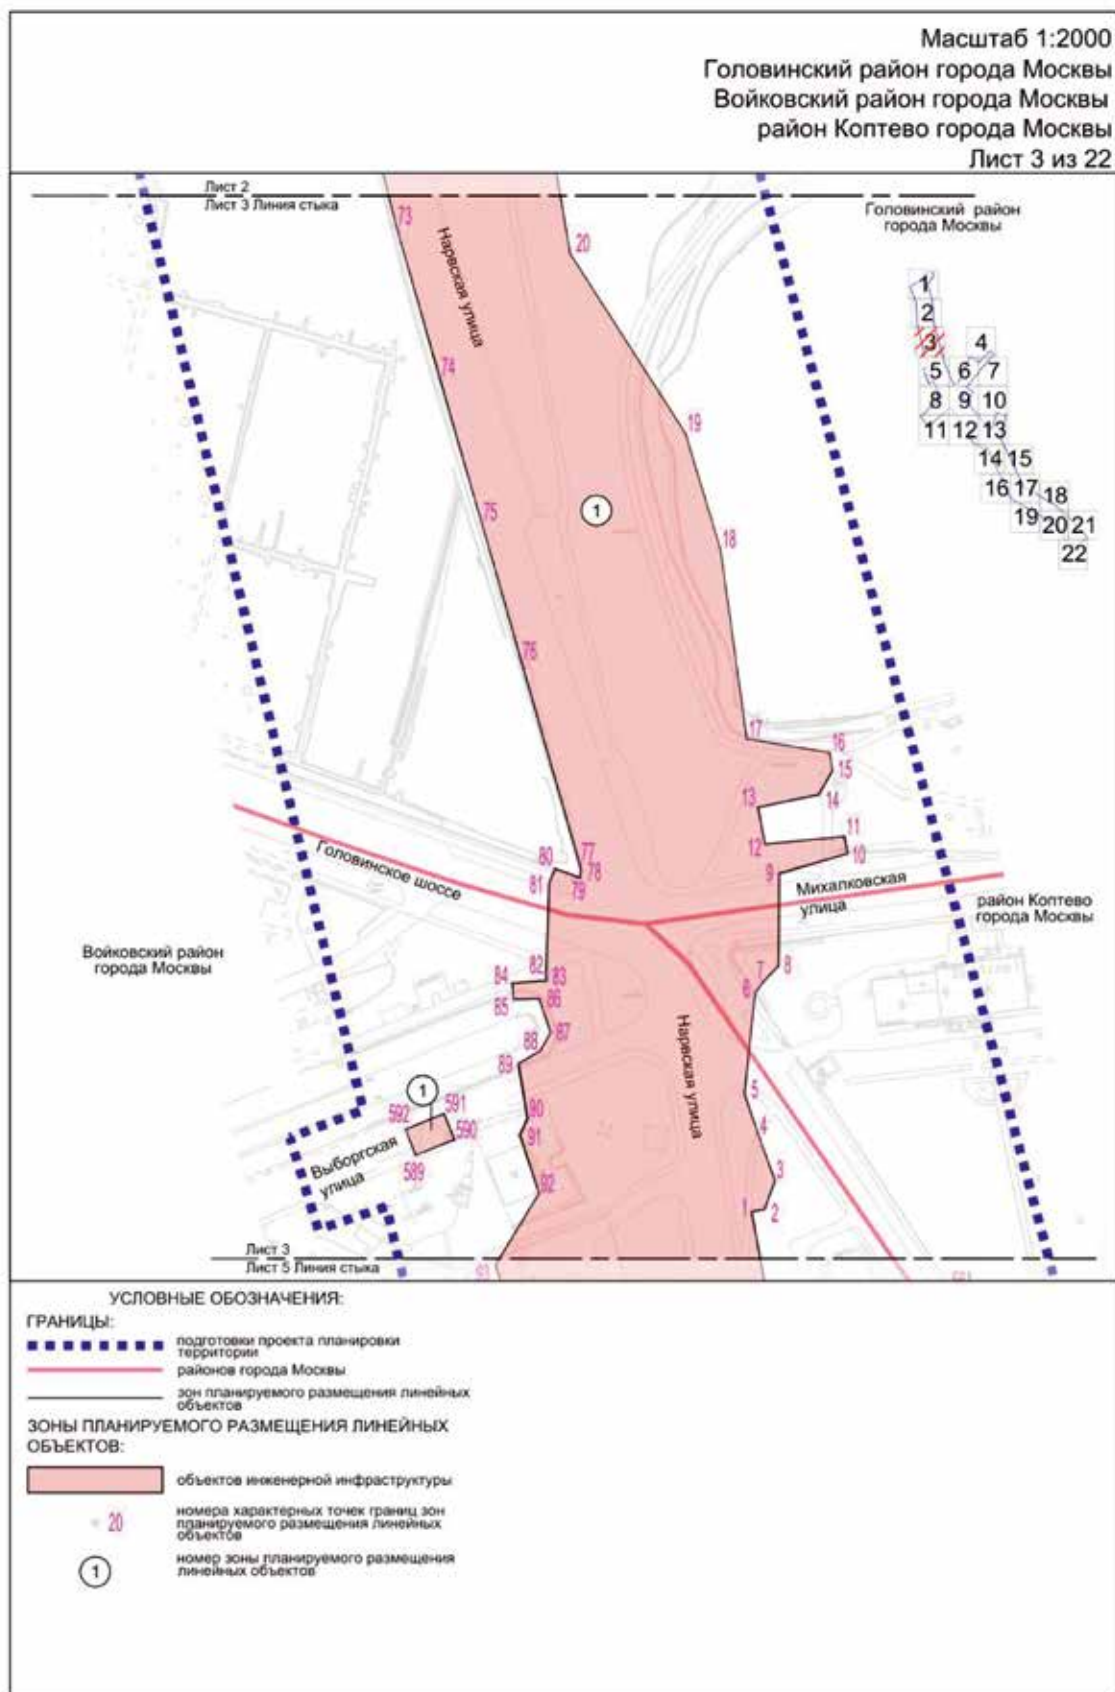 Масштаб 1:2000
Головинский район города Москвы
Войковский район города Москвы
район Коптево города Москвы
Лист 3 из 22
Лист 2
Лист 3 Линия стыка
Головинский район
города Москвы
73
Нарвская улица
20
1
2
3
4
5
6
7
8
9
10
11
12
13
14
15
16
17
18
19
20
21
22
74
19
75
1
18
76
17
16
15
14
13
11
12
10
9
80
77
78
79
81
Головинское шоссе
Михалковская
улица
район Коптево
города Москвы
Войковский район
города Москвы
82
83
84
85
86
87
88
89
7
8
6
Нарвская улица
5
4
3
2
1
1
592
591
590
589
90
91
92
Выборгская
улица
Лист 3
Лист 5 Линия стыка
93
УСЛОВНЫЕ ОБОЗНАЧЕНИЯ:
ГРАНИЦЫ:
подготовки проекта планировки
территории
районов города Москвы
зон планируемого размещения линейных
объектов
ЗОНЫ ПЛАНИРУЕМОГО РАЗМЕЩЕНИЯ ЛИНЕЙНЫХ
ОБЪЕКТОВ:
объектов инженерной инфраструктуры
20
номера характерных точек границ зон
планируемого размещения линейных
объектов
1
номер зоны планируемого размещения
линейных объектов